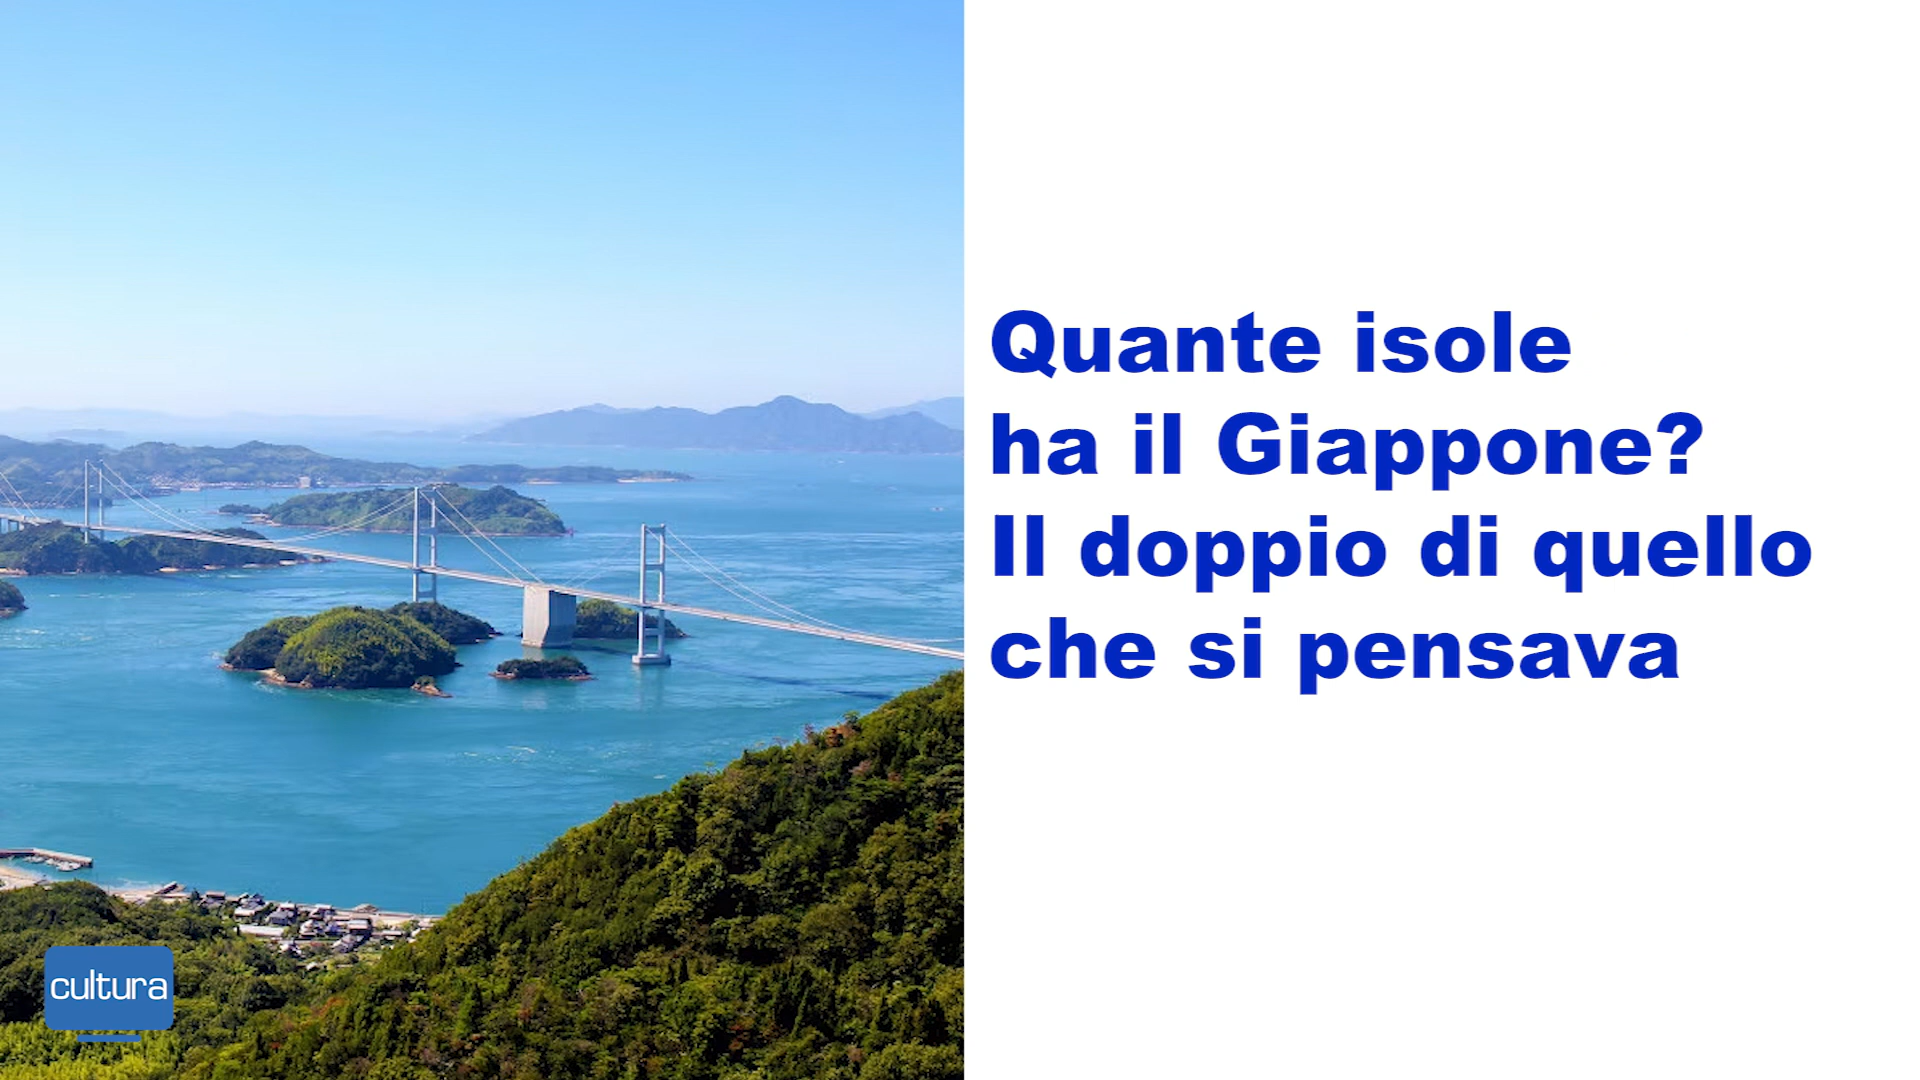 Quante isole
ha il Giappone?
Il doppio di quello
che si pensava
cultura